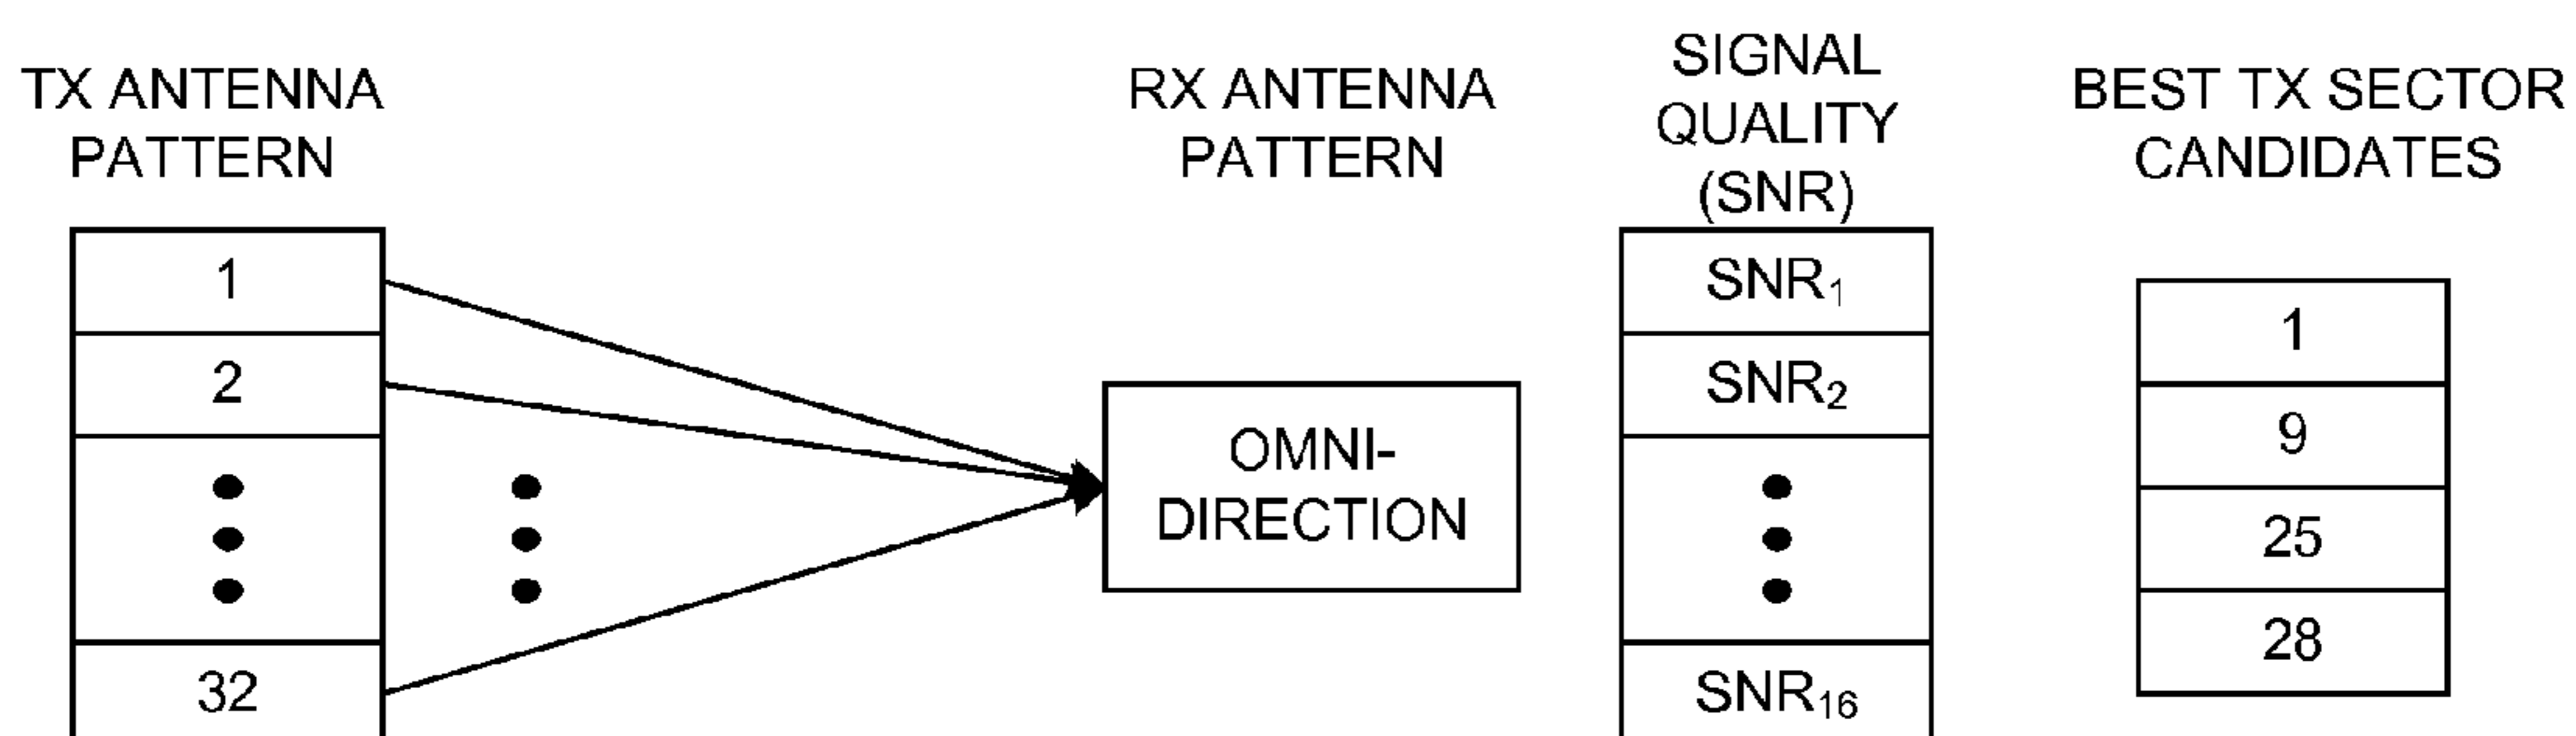 TX ANTENNA
PATTERN
1
2
32
RX ANTENNA
PATTERN
OMNI-
DIRECTION
SIGNAL
QUALITY
(SNR)
SNR₁
SNR₂
SNR₁₆
BEST TX SECTOR
CANDIDATES
1
9
25
28